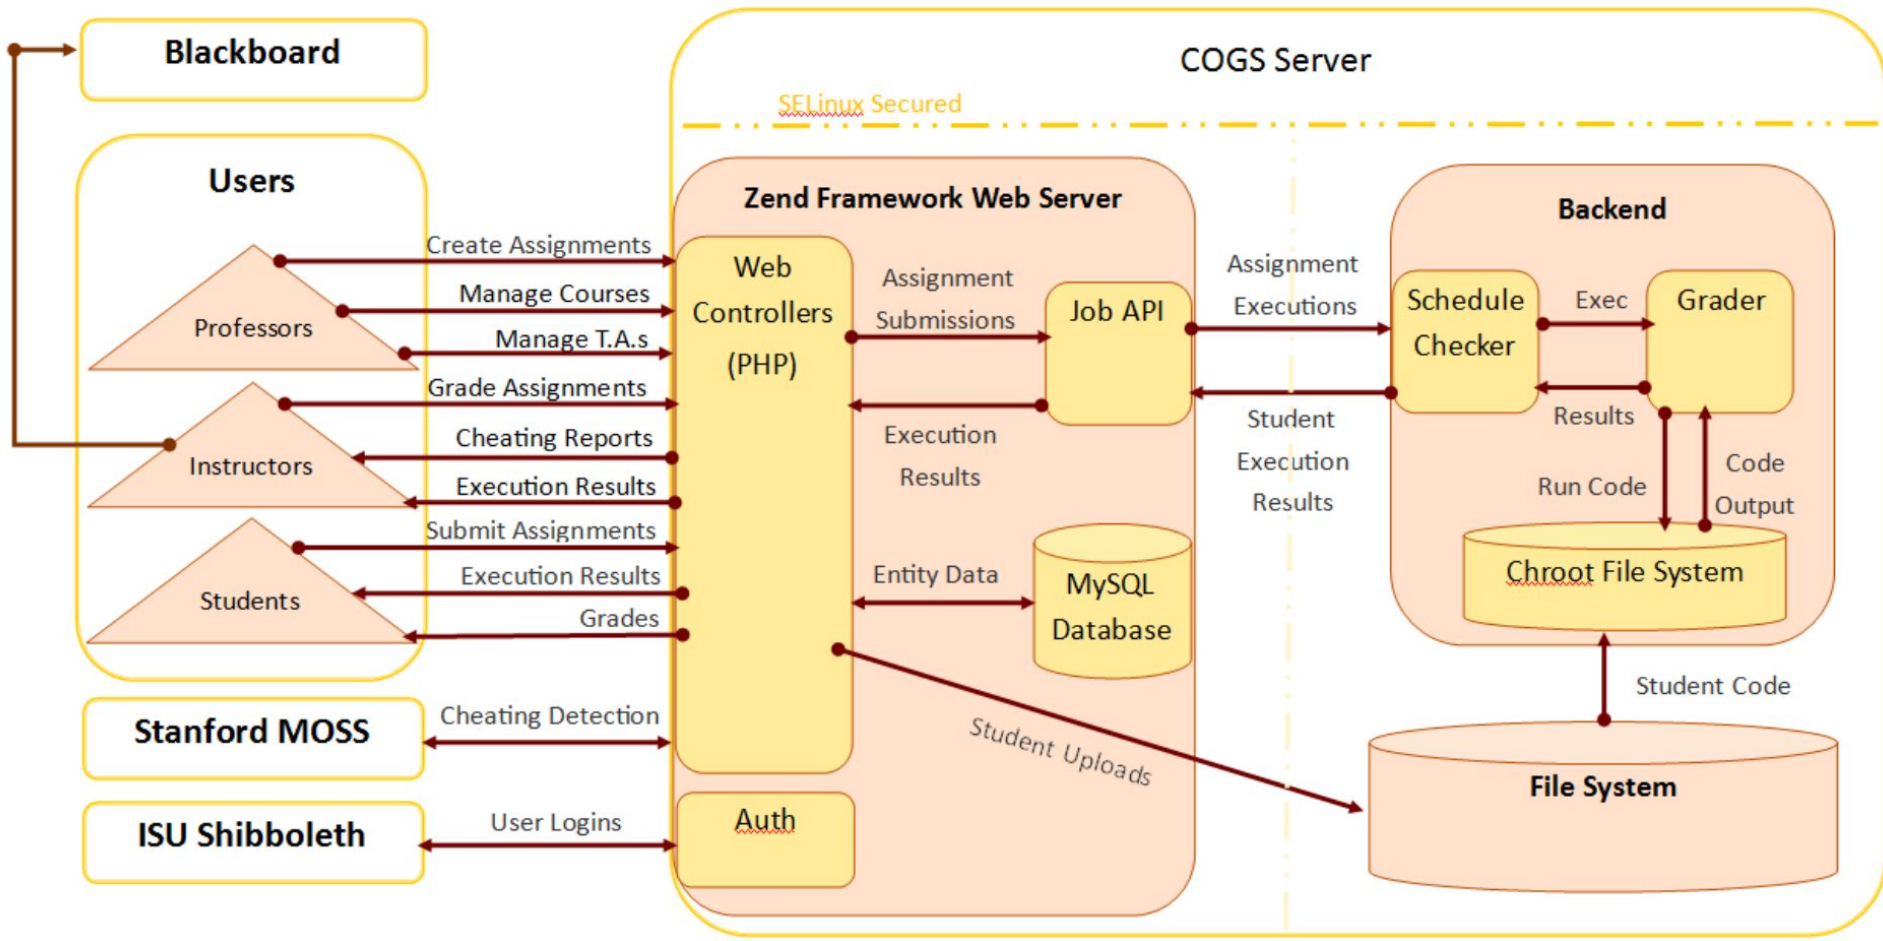 Blackboard
COGS Server
SELinux Secured
Users
Professors
Instructors
Students
Create Assignments
Manage Courses
Manage T.A.s
Grade Assignments
Cheating Reports
Execution Results
Submit Assignments
Execution Results
Grades
Stanford MOSS
Cheating Detection
ISU Shibboleth
User Logins
Zend Framework Web Server
Web
Controllers
(PHP)
Auth
Assignment
Submissions
Execution
Results
Job API
Entity Data
MySQL
Database
Student Uploads
Assignment
Executions
Student
Execution
Results
Backend
Schedule
Checker
Exec
Results
Grader
Run Code
Code
Output
Chroot File System
Student Code
File System